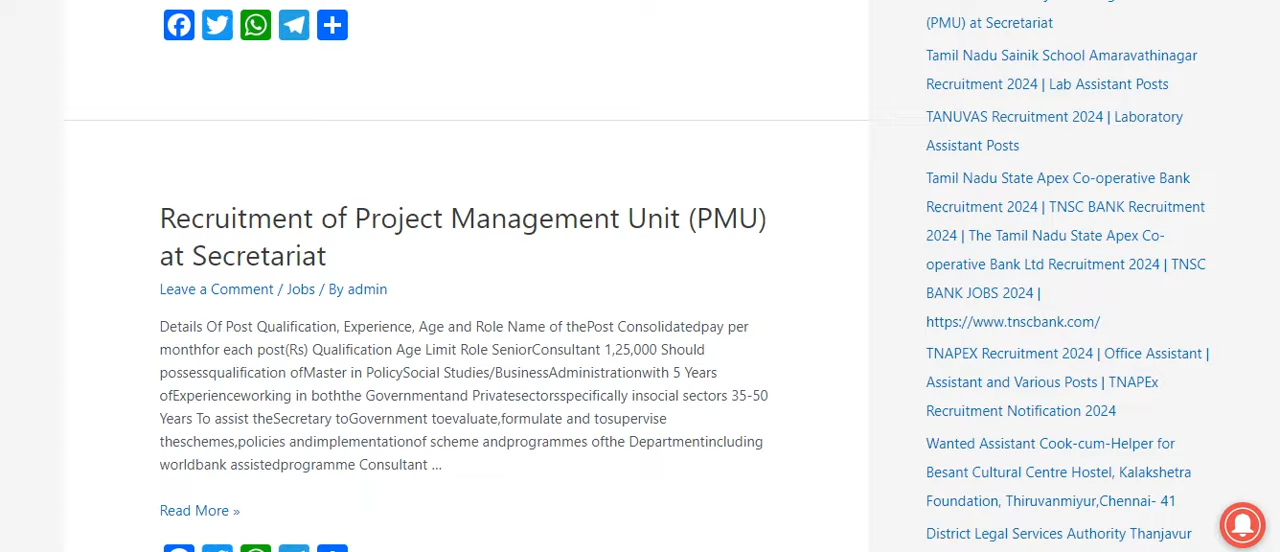 Recruitment of Project Management Unit (PMU)
at Secretariat
Leave a Comment / Jobs / By admin
Details Of Post Qualification, Experience, Age and Role Name of thePost Consolidatedpay per
monthfor each post(Rs) Qualification Age Limit Role SeniorConsultant 1,25,000 Should
possessqualification ofMaster in PolicySocial Studies/BusinessAdministrationwith 5 Years
ofExperienceworking in boththe Governmentand Privatesectorsspecifically insocial sectors 35-50
Years To assist theSecretary toGovernment toevaluate,formulate and tosupervise
theschemes,policies andimplementationof scheme andprogrammes ofthe Departmentincluding
worldbank assistedprogramme Consultant …
Read More »
(PMU) at Secretariat
Tamil Nadu Sainik School Amaravathinagar
Recruitment 2024 | Lab Assistant Posts
TANUVAS Recruitment 2024 | Laboratory
Assistant Posts
Tamil Nadu State Apex Co-operative Bank
Recruitment 2024 | TNSC BANK Recruitment
2024 | The Tamil Nadu State Apex Co-
operative Bank Ltd Recruitment 2024 | TNSC
BANK JOBS 2024 |
https://www.tnscbank.com/
TNAPEX Recruitment 2024 | Office Assistant |
Assistant and Various Posts | TNAPEx
Recruitment Notification 2024
Wanted Assistant Cook-cum-Helper for
Besant Cultural Centre Hostel, Kalakshetra
Foundation, Thiruvanmiyur,Chennai- 41
District Legal Services Authority Thanjavur